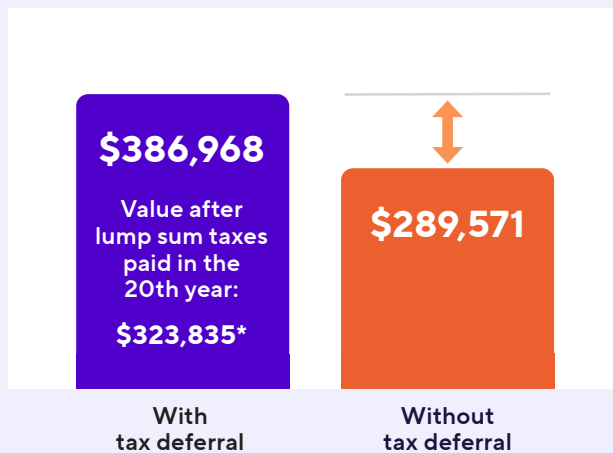 $386,968
Value after
lump sum taxes
paid in the
20th year:
$323,835*
$289,571
With
tax deferral
Without
tax deferral